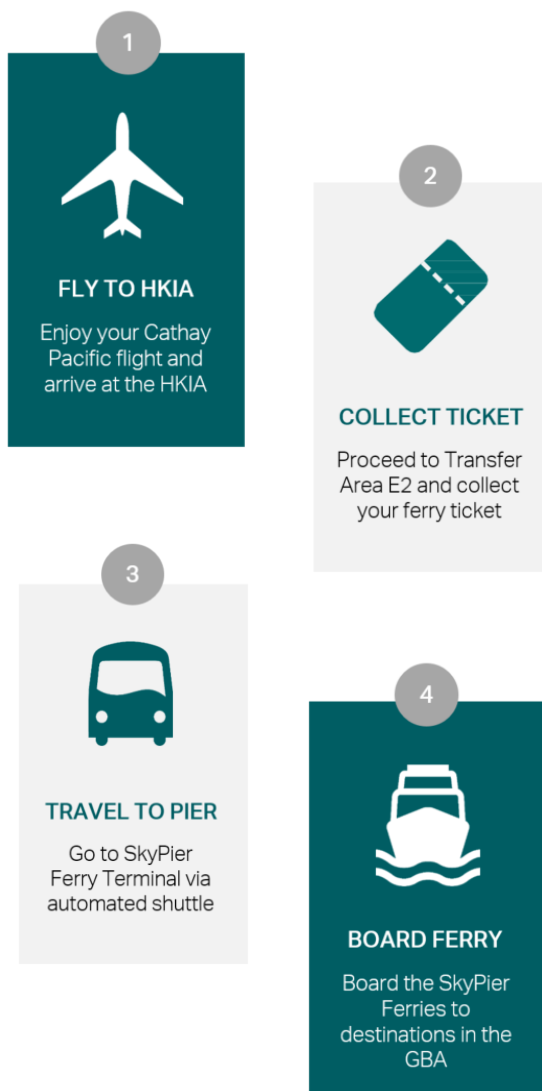 1
FLY TO HKIA
Enjoy your Cathay
Pacific flight and
arrive at the HKIA
2
COLLECT TICKET
Proceed to Transfer
Area E2 and collect
your ferry ticket
3
TRAVEL TO PIER
Go to SkyPier
Ferry Terminal via
automated shuttle
4
BOARD FERRY
Board the SkyPier
Ferries to
destinations in the
GBA